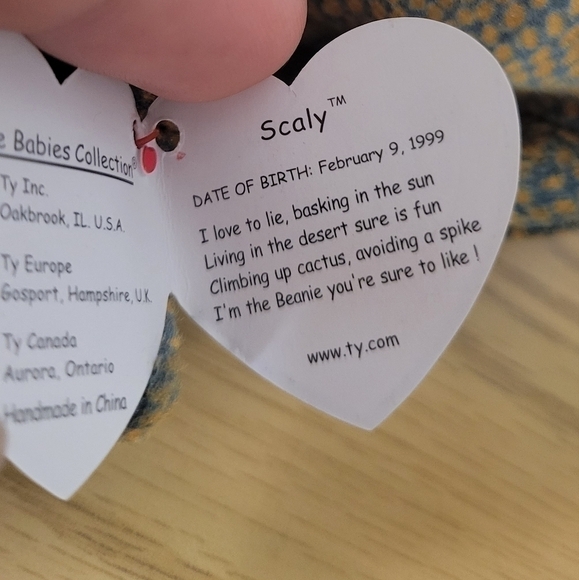 e Babies Collection®
Ty Inc.
Oakbrook, IL. U.S.A.
Ty Europe
Gosport, Hampshire, U.K.
Ty Canada
Aurora, Ontario
Handmade in China
Scaly™
DATE OF BIRTH: February 9, 1999
I love to lie, basking in the sun
Living in the desert sure is fun
Climbing up cactus, avoiding a spike
I'm the Beanie you're sure to like !
www.ty.com